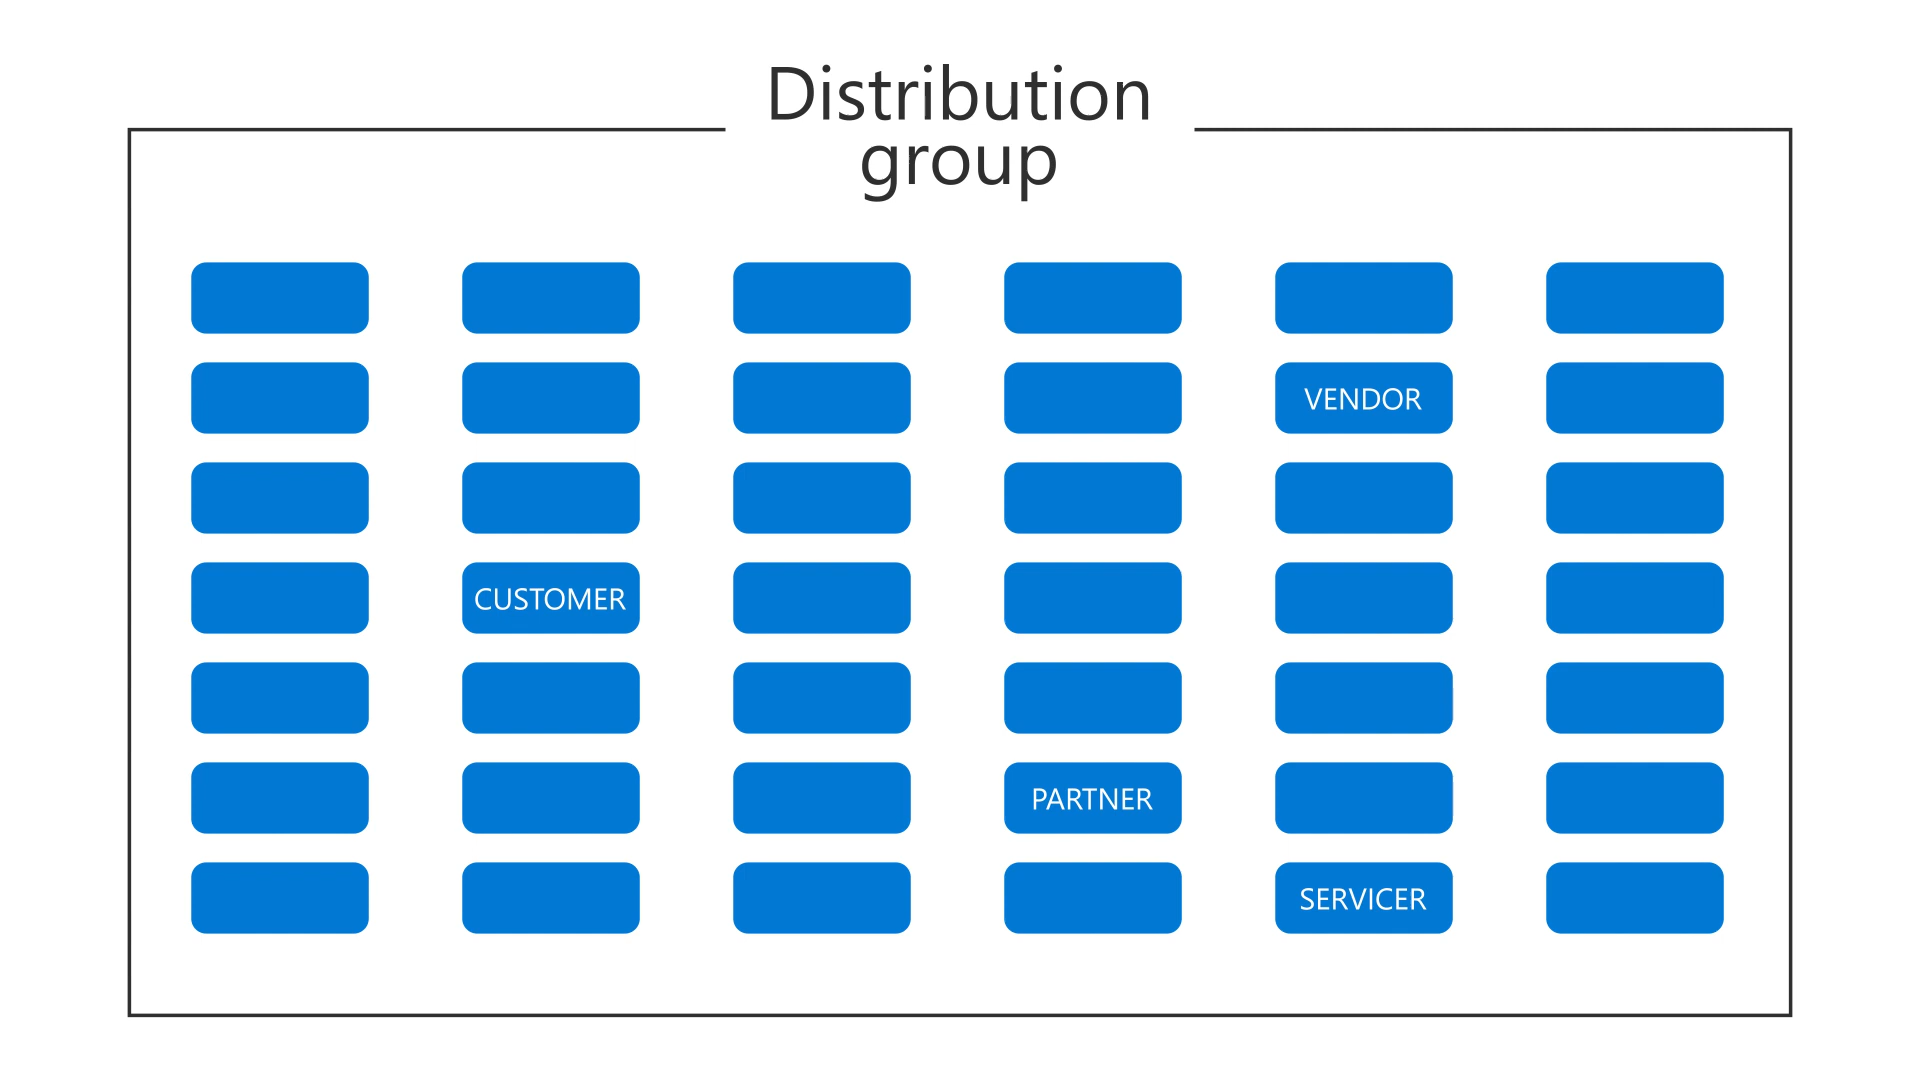 Distribution
group
VENDOR
CUSTOMER
PARTNER
SERVICER